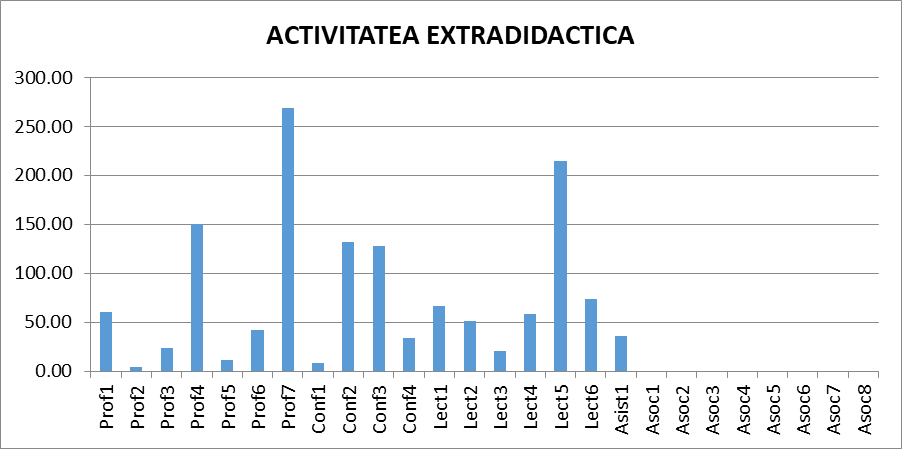 ACTIVITATEA EXTRADIDACTICA
300.00
250.00
200.00
150.00
100.00
50.00
0.00
Prof1
Prof2
Prof3
Prof4
Prof5
Prof6
Prof7
Conf1
Conf2
Conf3
Conf4
Lect1
Lect2
Lect3
Lect4
Lect5
Lect6
Asist1
Asoc1
Asoc2
Asoc3
Asoc4
Asoc5
Asoc6
Asoc7
Asoc8